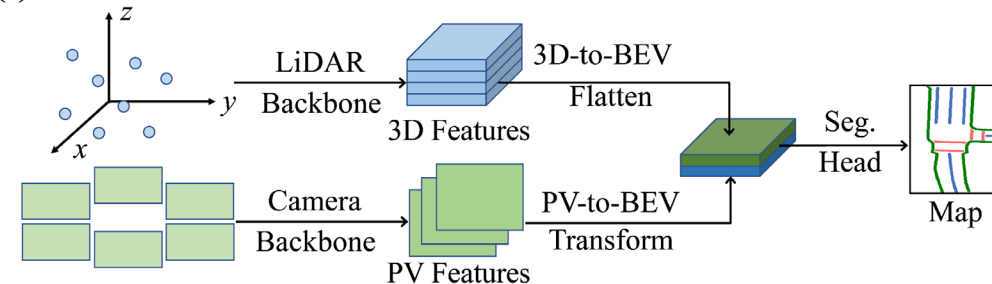 z
y
x
LiDAR
Backbone
3D Features
3D-to-BEV
Flatten
Camera
Backbone
PV Features
PV-to-BEV
Transform
Seg.
Head
Map